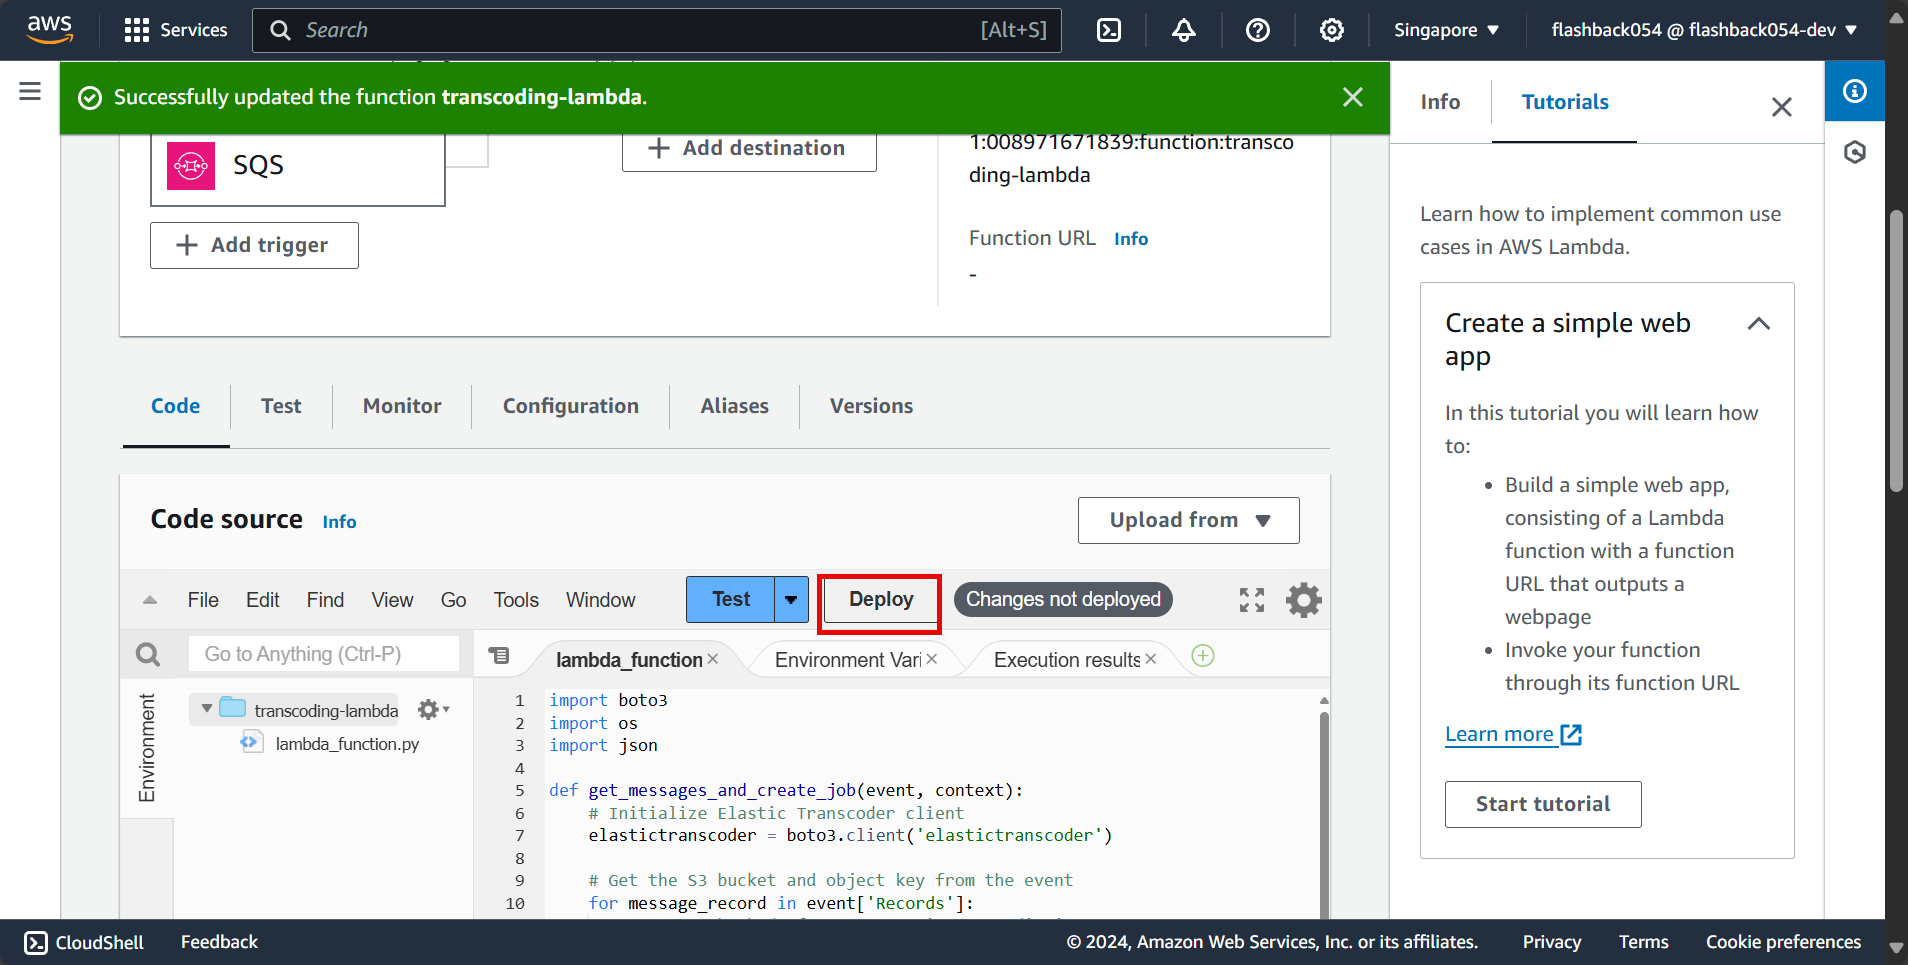 aws
Services
Search
[Alt+S]
Singapore
flashback054 @ flashback054-dev
Successfully updated the function transcoding-lambda.
SQS
Add destination
Add trigger
1:008971671839:function:transco
ding-lambda
Function URL Info
-
Code
Test
Monitor
Configuration
Aliases
Versions
Code source Info
Upload from
File
Edit
Find
View
Go
Tools
Window
Test
Deploy
Changes not deployed
Go to Anything (Ctrl-P)
Environment
transcoding-lambda
lambda_function.py
lambda_function
Environment Vari
Execution results
1 import boto3
2 import os
3 import json
4
5 def get_messages_and_create_job(event, context):
6 # Initialize Elastic Transcoder client
7 elastictranscoder = boto3.client('elastictranscoder')
8
9 # Get the S3 bucket and object key from the event
10 for message_record in event['Records']:
Info
Tutorials
Learn how to implement common use
cases in AWS Lambda.
Create a simple web
app
In this tutorial you will learn how
to:
• Build a simple web app,
consisting of a Lambda
function with a function
URL that outputs a
webpage
• Invoke your function
through its function URL
Learn more
Start tutorial
CloudShell
Feedback
© 2024, Amazon Web Services, Inc. or its affiliates.
Privacy
Terms
Cookie preferences